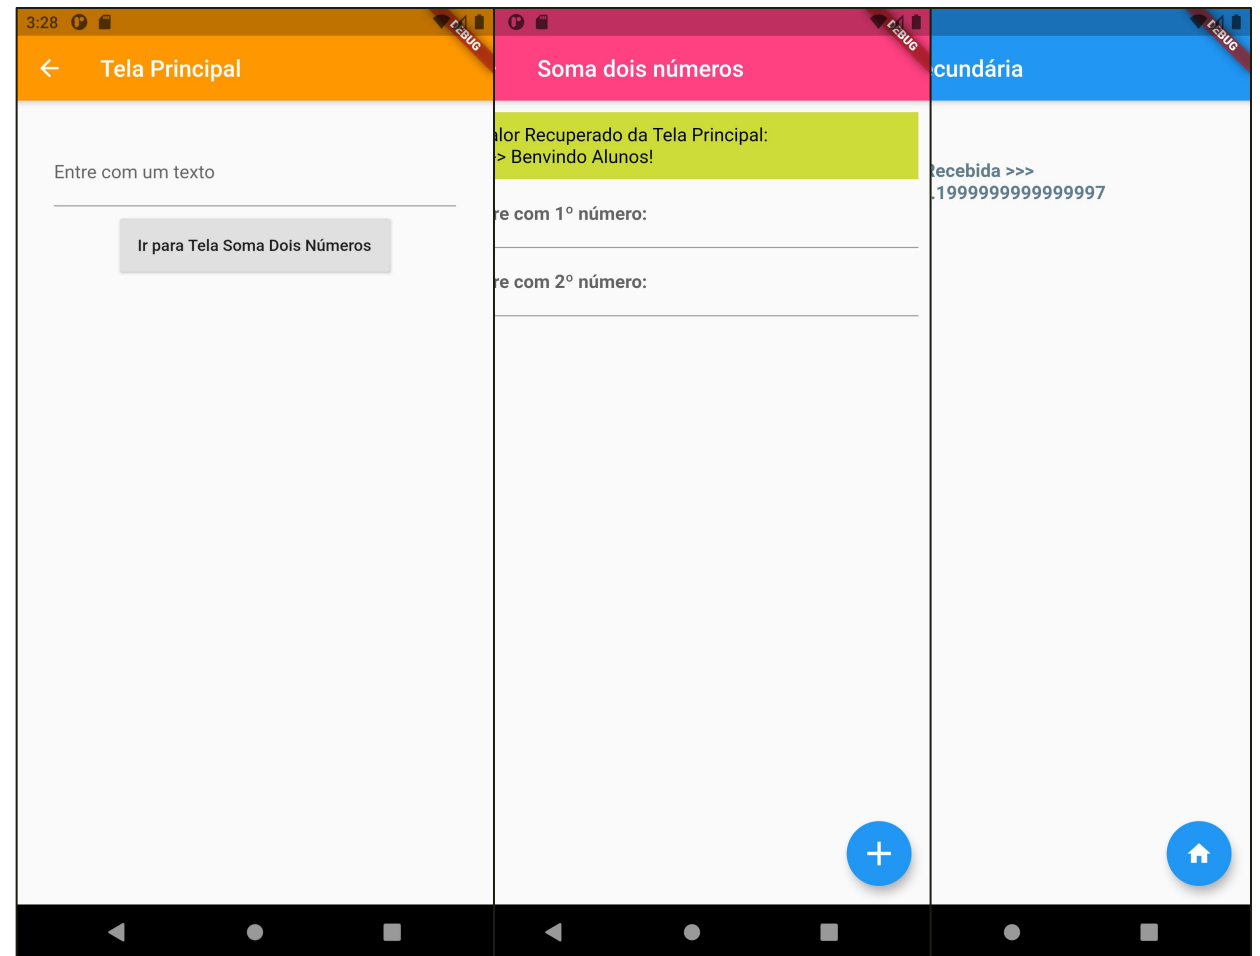 3:28
DEBUG
Tela Principal
Entre com um texto
Ir para Tela Soma Dois Números
DEBUG
Soma dois números
alor Recuperado da Tela Principal:
> Benvindo Alunos!
re com 1º número:
re com 2º número:
DEBUG
cundária
Recebida >>>
.1999999999999997